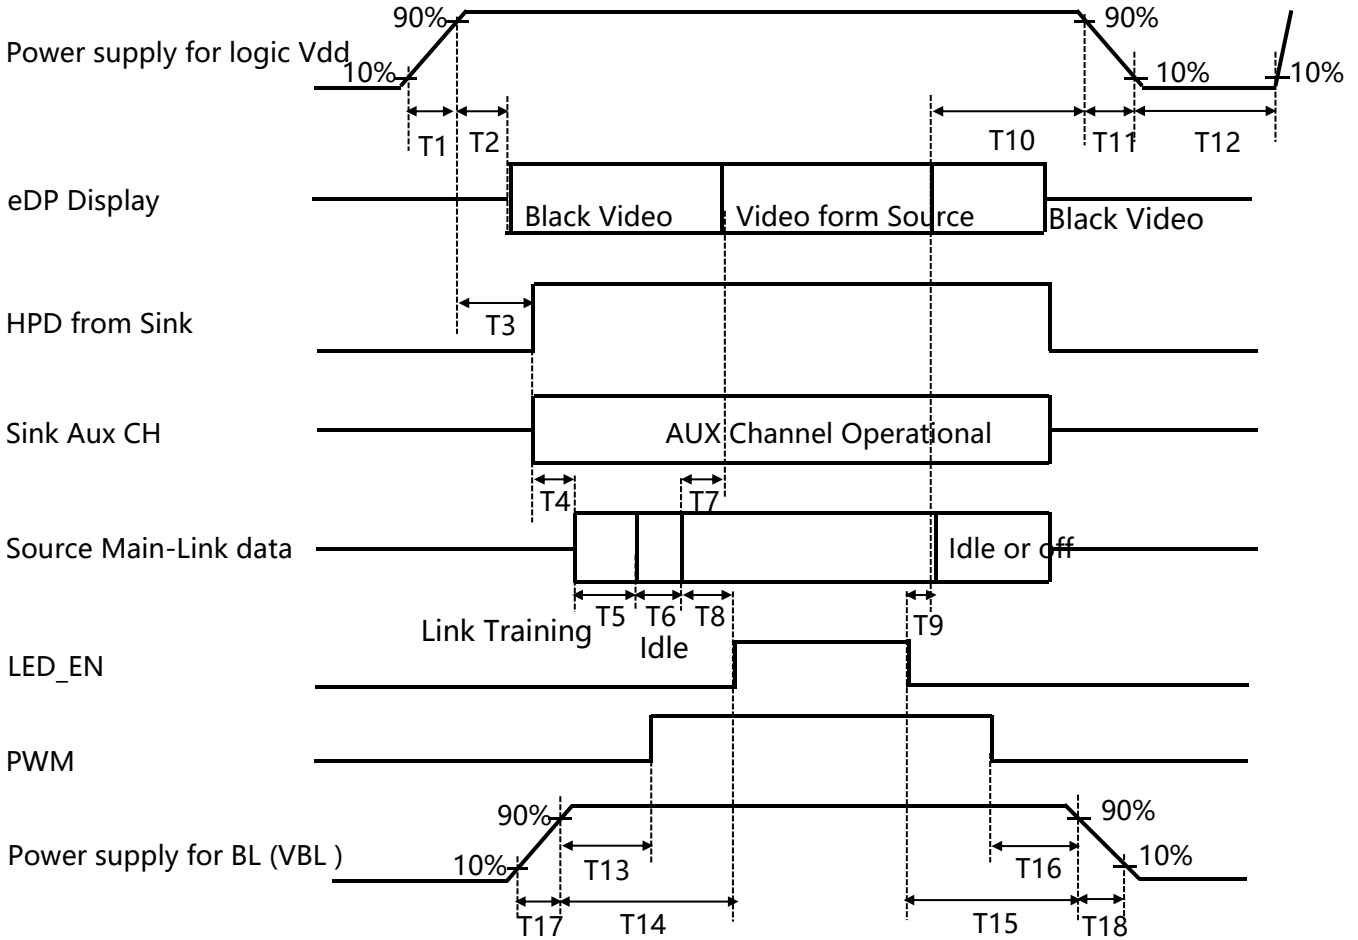 90%
90%
Power supply for logic Vdd
10%
10%
10%
T1
T2
T10
T11
T12
eDP Display
Black Video
Video form Source
Black Video
HPD from Sink
T3
Sink Aux CH
AUX Channel Operational
T4
T7
Source Main-Link data
Idle or off
T5
T6
T8
T9
Link Training
Idle
LED_EN
PWM
90%
90%
Power supply for BL (VBL )
10%
10%
T13
T16
T17
T14
T15
T18